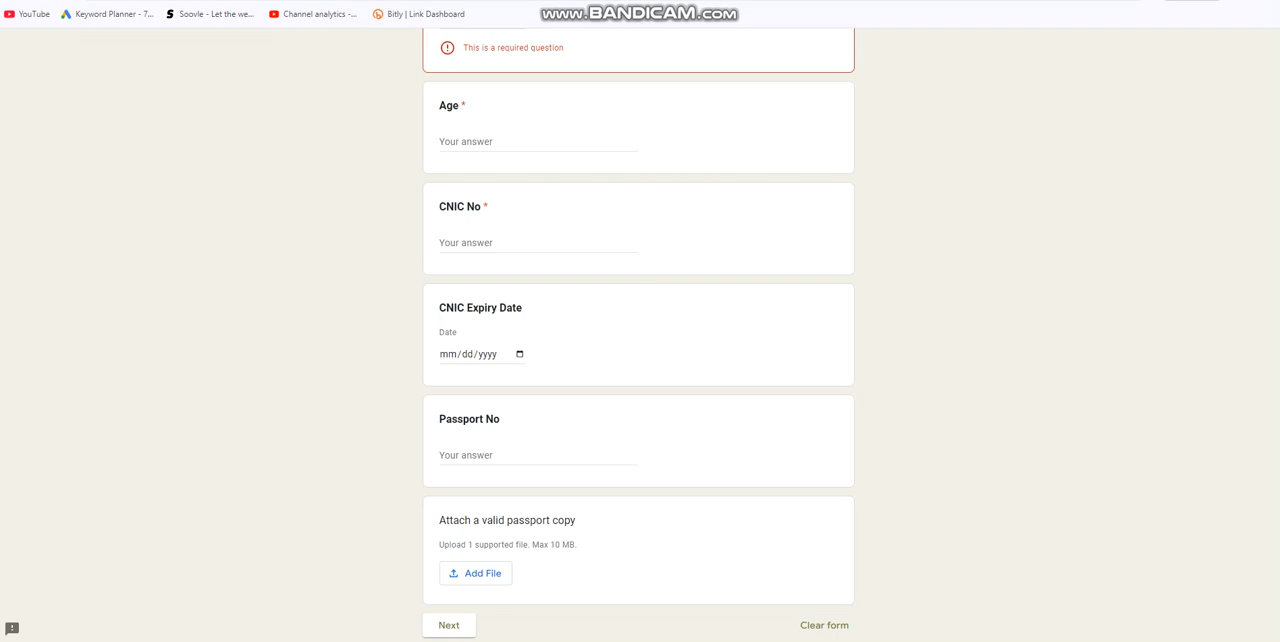 YouTube Keyword Planner - 7... Soovle - Let the we... Channel analytics -... Bitly | Link Dashboard
www.BANDICAM.com
This is a required question
Age *
Your answer
CNIC No *
Your answer
CNIC Expiry Date
Date
mm/dd/yyyy
Passport No
Your answer
Attach a valid passport copy
Upload 1 supported file. Max 10 MB.
Add File
Next Clear form